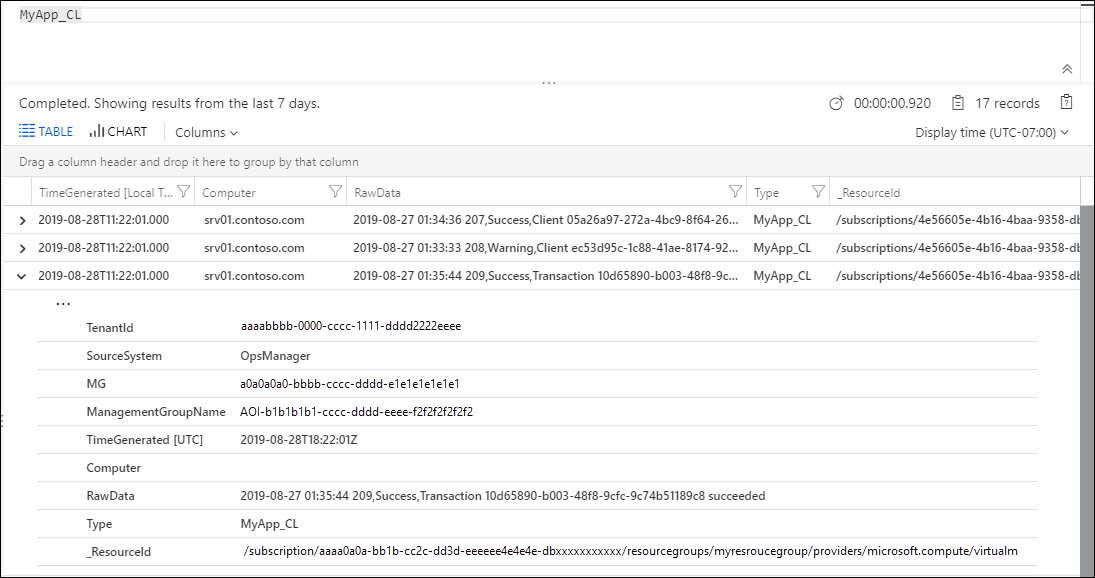 MyApp_CL
Completed. Showing results from the last 7 days. 00:00:00.920 17 records
TABLE CHART Columns Display time (UTC-07:00)
Drag a column header and drop it here to group by that column
TimeGenerated [Local T... Computer RawData Type _ResourceId
2019-08-28T11:22:01.000 srv01.contoso.com 2019-08-27 01:34:36 207,Success,Client 05a26a97-272a-4bc9-8f64-26... MyApp_CL /subscriptions/4e56605e-4b16-4baa-9358-db
2019-08-28T11:22:01.000 srv01.contoso.com 2019-08-27 01:33:33 208,Warning,Client ec53d95c-1c88-41ae-8174-92... MyApp_CL /subscriptions/4e56605e-4b16-4baa-9358-db
2019-08-28T11:22:01.000 srv01.contoso.com 2019-08-27 01:35:44 209,Success,Transaction 10d65890-b003-48f8-9c... MyApp_CL /subscriptions/4e56605e-4b16-4baa-9358-db
...
TenantId aaaabbbb-0000-cccc-1111-dddd2222eeee
SourceSystem OpsManager
MG a0a0a0a0-bbbb-cccc-dddd-e1e1e1e1e1e1
ManagementGroupName AOI-b1b1b1b1-cccc-dddd-eeee-f2f2f2f2f2f2
TimeGenerated [UTC] 2019-08-28T18:22:01Z
Computer
RawData 2019-08-27 01:35:44 209,Success,Transaction 10d65890-b003-48f8-9cfc-9c74b51189c8 succeeded
Type MyApp_CL
_ResourceId /subscription/aaaa0a0a-bb1b-cc2c-dd3d-eeeeee4e4e4e-dbxxxxxxxxxxx/resourcegroups/myresroucegroup/providers/microsoft.compute/virtualm